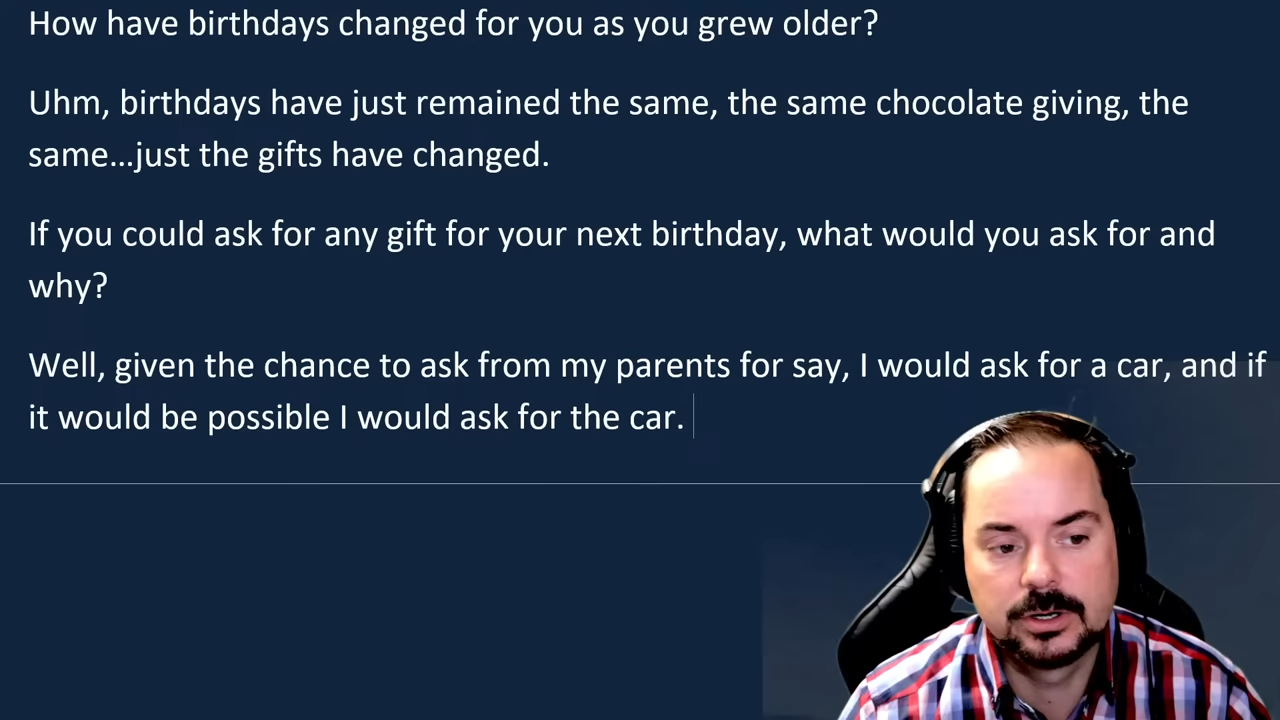 How have birthdays changed for you as you grew older?
Uhm, birthdays have just remained the same, the same chocolate giving, the
same...just the gifts have changed.
If you could ask for any gift for your next birthday, what would you ask for and
why?
Well, given the chance to ask from my parents for say, I would ask for a car, and if
it would be possible I would ask for the car.